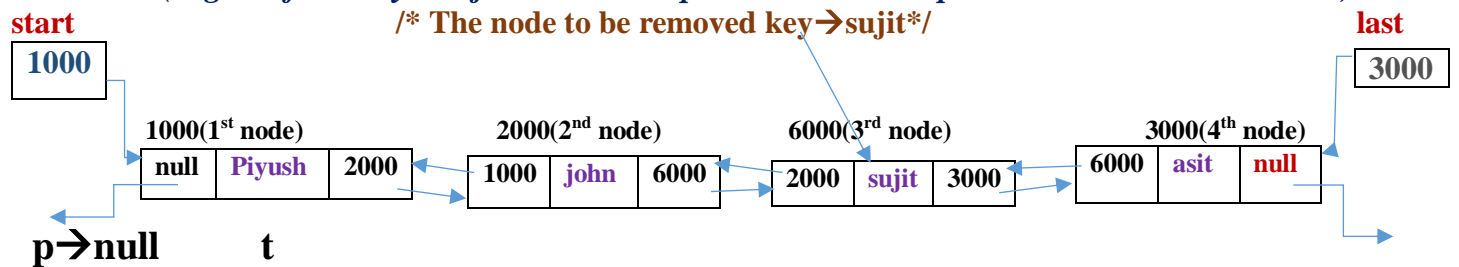 start /* The node to be removed key→sujit*/ last
1000 3000
1000(1st node) 2000(2nd node) 6000(3rd node) 3000(4th node)
null Piyush 2000 1000 john 6000 2000 sujit 3000 6000 asit null
p→null t